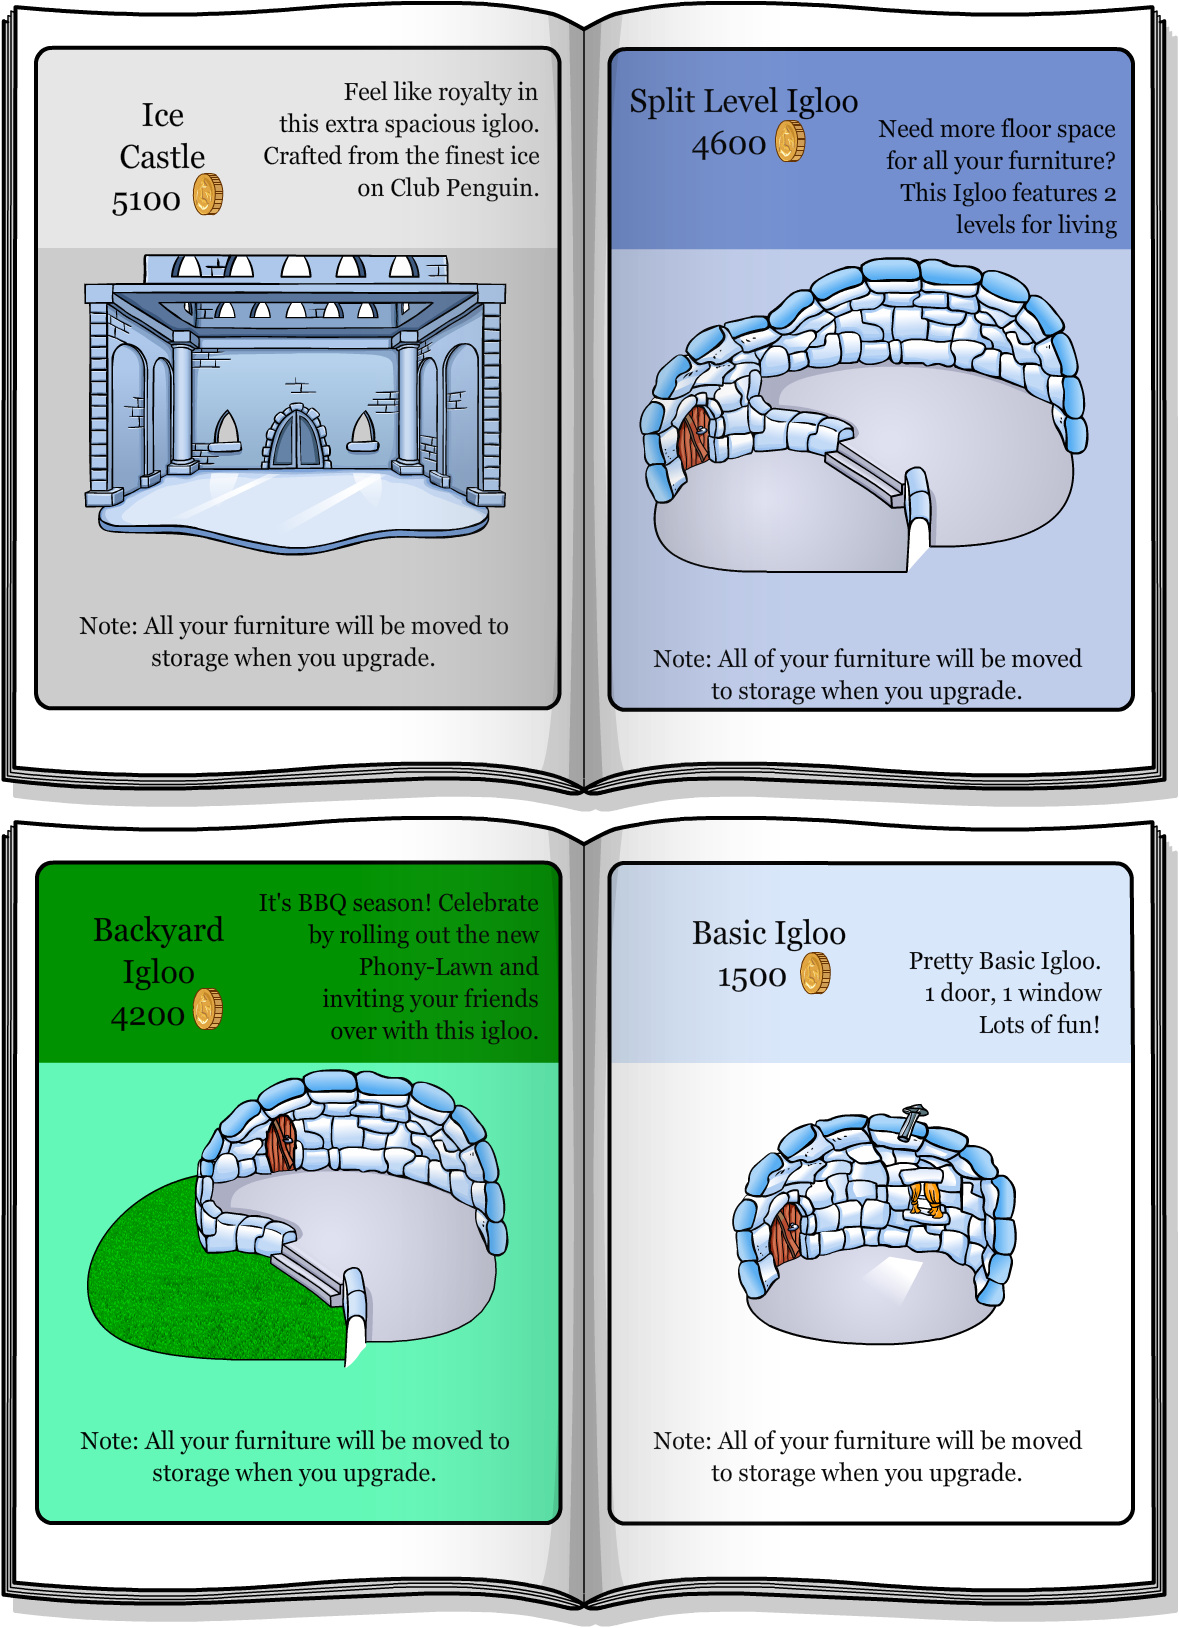 Ice
Castle
5100
Feel like royalty in
this extra spacious igloo.
Crafted from the finest ice
on Club Penguin.
Note: All your furniture will be moved to
storage when you upgrade.
Split Level Igloo
4600
Need more floor space
for all your furniture?
This Igloo features 2
levels for living
Note: All of your furniture will be moved
to storage when you upgrade.
Backyard
Igloo
4200
It's BBQ season! Celebrate
by rolling out the new
Phony-Lawn and
inviting your friends
over with this igloo.
Note: All your furniture will be moved to
storage when you upgrade.
Basic Igloo
1500
Pretty Basic Igloo.
1 door, 1 window
Lots of fun!
Note: All of your furniture will be moved
to storage when you upgrade.